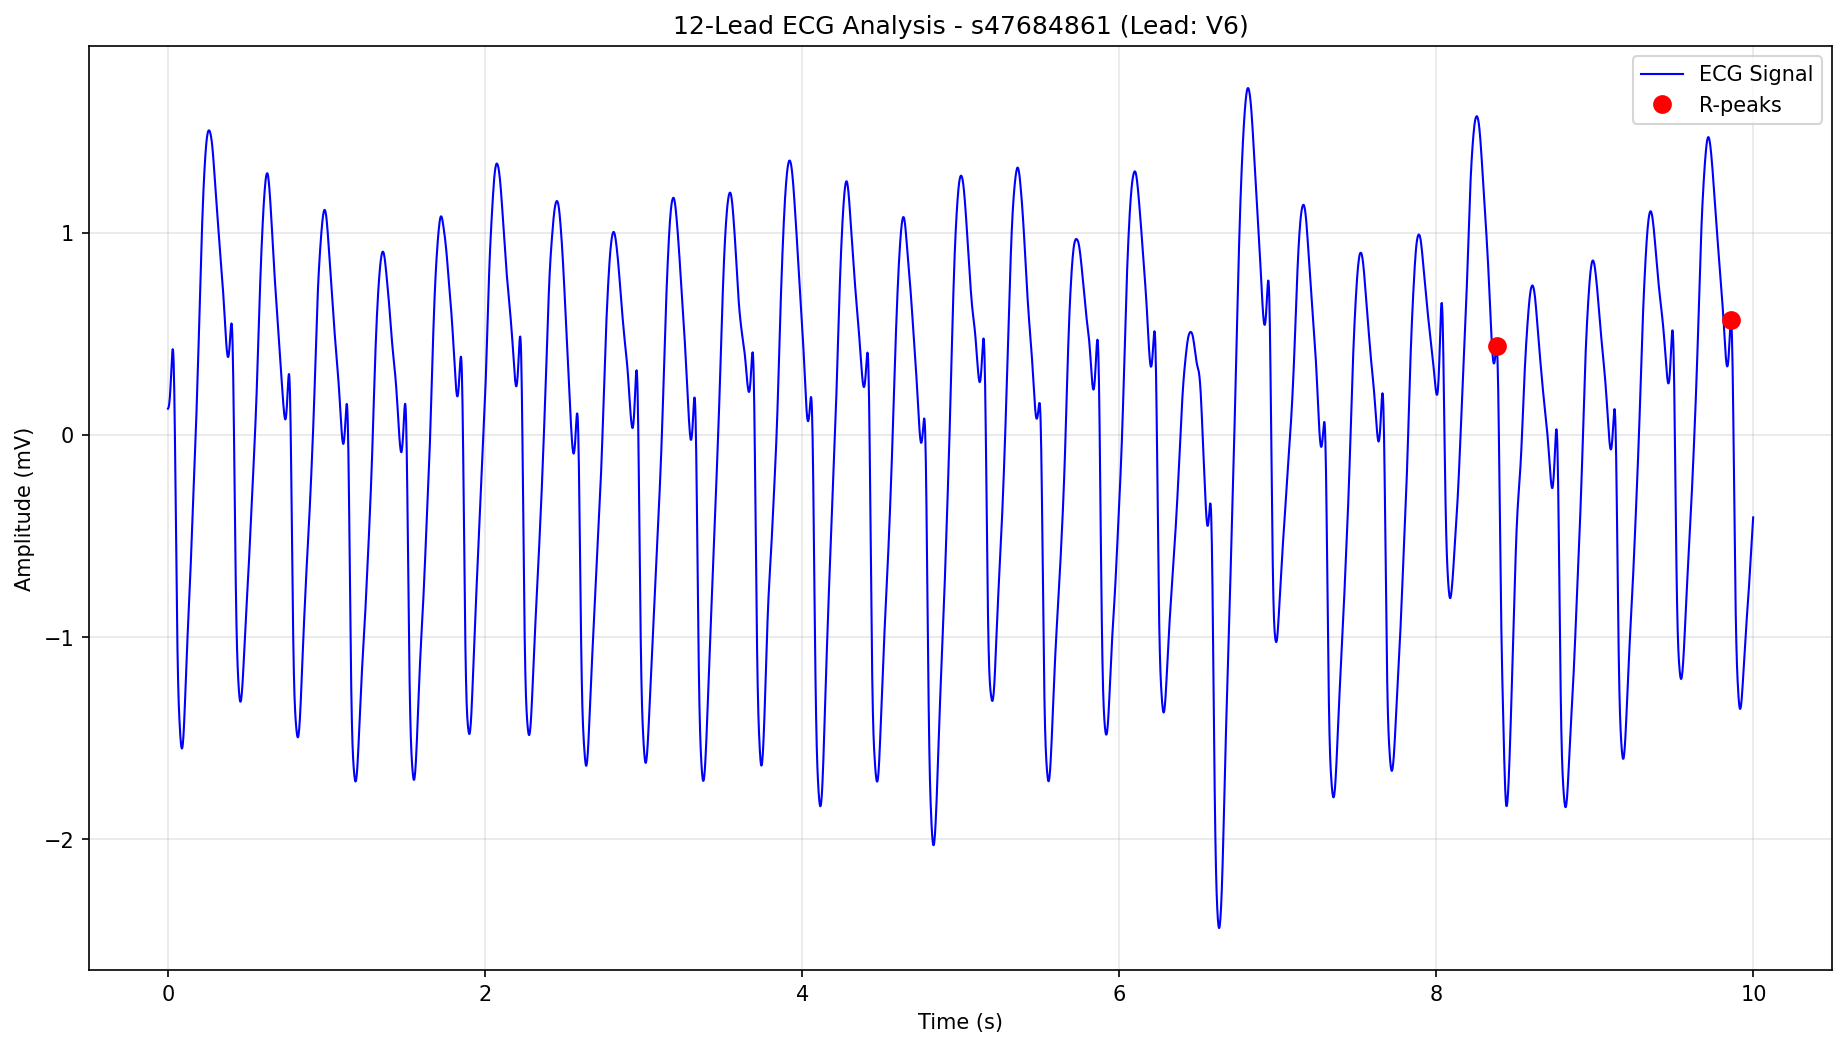 12-Lead ECG Analysis - s47684861 (Lead: V6)
ECG Signal
R-peaks
Amplitude (mV)
1
0
−1
−2
0 2 4 6 8 10
Time (s)